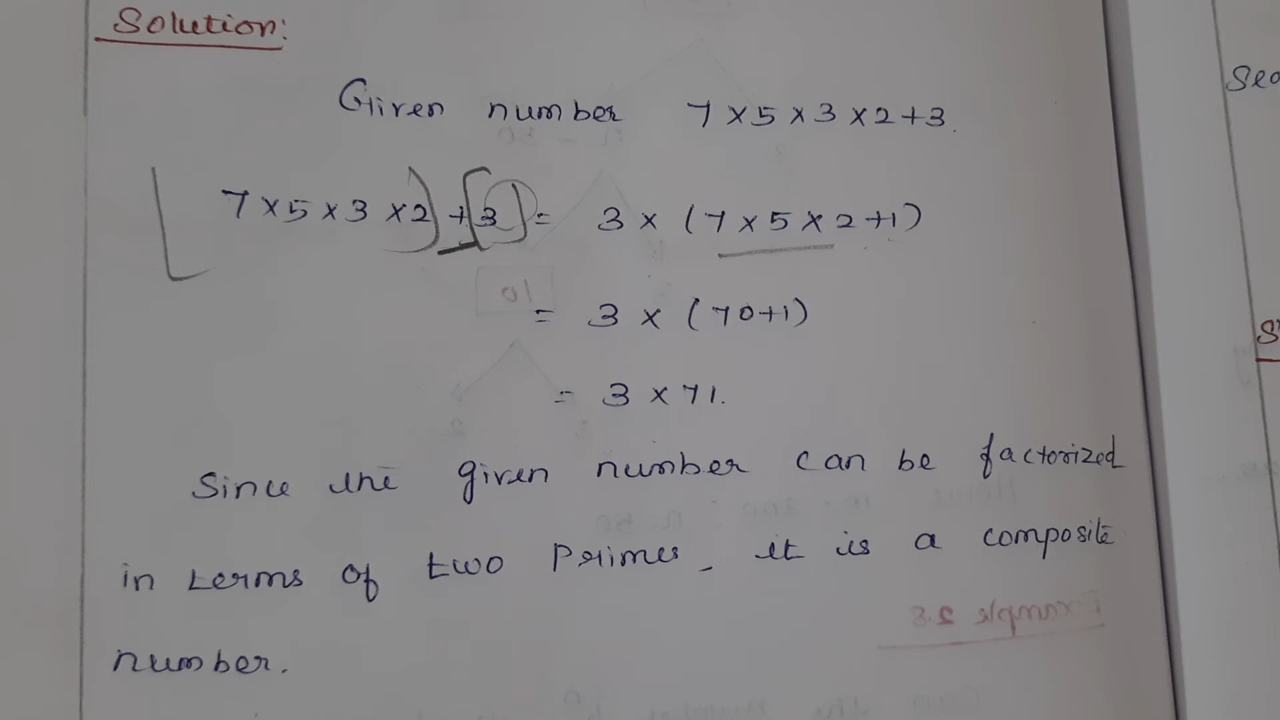 Solution:
Given number 7 × 5 × 3 × 2 + 3.
7 × 5 × 3 × 2) + [3] = 3 × (7 × 5 × 2 + 1)
= 3 × (70+1)
= 3 × 71.
Since the given number can be factorized
in terms of two Primes, it is a composite
number.